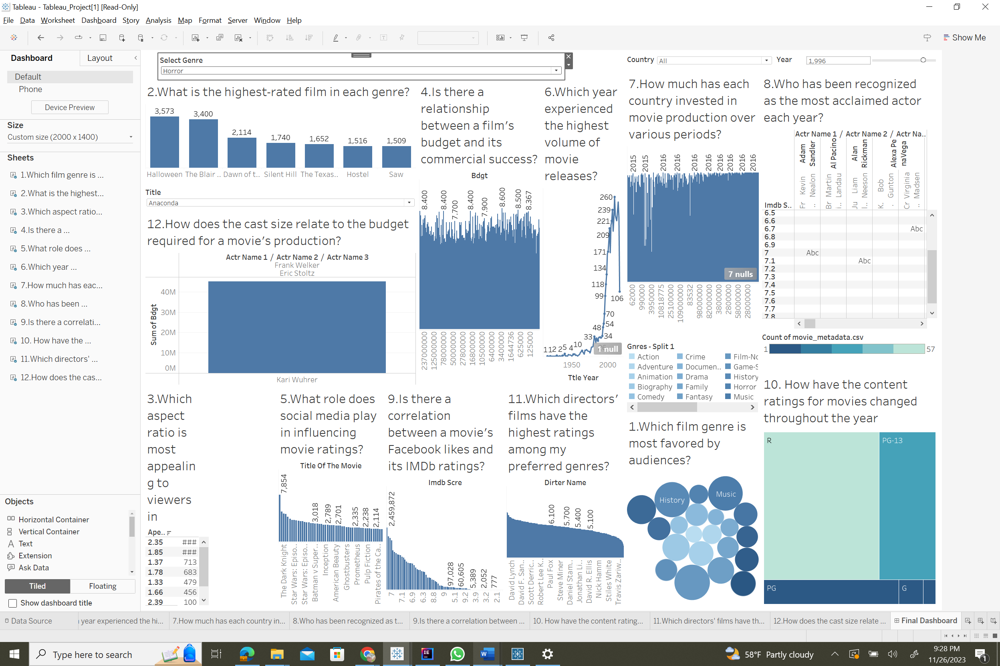 Tableau - Tableau_Project[1] [Read-Only]
File Data Worksheet Dashboard Story Analysis Map Format Server Window Help
Show Me
Dashboard
Layout
Default
Phone
Device Preview
Size
Custom size (2000 x 1400)
Sheets
1.Which film genre is ...
2.What is the highest...
3.Which aspect ratio...
4.Is there a ...
5.What role does ...
6.Which year ...
7.How much has eac...
8.Who has been ...
9.Is there a correlati...
10. How have the ...
11.Which directors' ...
12.How does the cas...
Objects
Horizontal Container
Vertical Container
Text
Extension
Ask Data
Tiled
Floating
Show dashboard title
Select Genre
Horror
Country
All
Year
1,996
2.What is the highest-rated film in each genre?
3,573
3,400
2,114
1,740
1,652
1,516
1,509
Halloween
The Blair ..
Dawn of t..
Silent Hill
The Texas..
Hostel
Saw
Title
Anaconda
12.How does the cast size relate to the budget
required for a movie's production?
Actr Name 1 / Actr Name 2 / Actr Name 3
Frank Welker
Eric Stoltz
Sum of Bdgt
40M
30M
20M
10M
0M
Kari Wuhrer
4.Is there a
relationship
between a film's
budget and its
commercial success?
Bdgt
8.400
8.400
7.700
8.400
7.900
8.600
8.500
8.367
237000000
125000000
78000000
50000000
27800000
16800000
10500000
6400000
3400000
1644736
625000
125000
6.Which year
experienced
the highest
volume of
movie
releases?
260
239
221
209
171
134
118
99
106
70
54
48
34
33
10
4
5
2
2
1
1
1 null
1950
2000
Ttle Year
7.How much has each
country invested in
movie production over
various periods?
2015
2015
2016
2016
2016
2016
2016
2016
2016
2016
7 nulls
62000
990000
3950000
10818775
25100000
109000000
83532
98000000
82000000
3800000
2800000
58000000
28000000
8.Who has been recognized
as the most acclaimed actor
each year?
Actr Name 1 / Actr Name 2 / Actr Na..
Adam
Sandler
Al Pacino
Alan
Rickman
Alexa Pe
naVega
Kevin
Nealon
Martin
Landau
Liam
Neeson
Bob
Gunton
Virginia
Madsen
Fr ..
Br i..
Ju l..
K. .
Cr ..
Imdb S..
6.5
6.6
6.7 Abc
6.8
6.9
7 Abc
7.1 Abc
7.2
7.3
7.4
7.5
7.6
7.7
7.8
Count of movie_metadata.csv
1
57
Gnres - Split 1
Action
Crime
Film-No
Adventure
Documen..
Game-S
Animation
Drama
History
Biography
Family
Horror
Comedy
Fantasy
Music
3.Which
aspect
ratio is
most
appealin
g to
viewers
in
Ape..
2.35 ###
1.85 ###
1.37 713
1.78 683
1.33 479
1.66 456
2.39 100
5.What role does
social media play
in influencing
movie ratings?
Title Of The Movie
7,854
3,018
2,789
2,701
2,335
2,238
2,114
The Dark Knight
Star Wars: Episo..
Star Wars: Episo..
Batman v Super..
Inception
American Beauty
Ghostbusters
Prometheus
Pulp Fiction
Pirates of the Ca..
9.Is there a
correlation
between a movie's
Facebook likes and
its IMDb ratings?
Imdb Scre
2,459,872
97,028
60,605
5,389
2,052
777
7
7.1
6.9
6.3
8.8
9
5.1
9.2
3.9
3.2
2.1
11.Which directors'
films have the
highest ratings
among my
preferred genres?
Dirter Name
6.100
5.700
5.400
5.100
David Lynch
David F. San..
Scott Derric..
Robert Lee K..
Paul Fox
Steve Miner
Daniel Stam..
Jonathan Li..
David R. Ellis
Nick Hamm
Stiles White
Travis Zariw..
1.Which film genre is
most favored by
audiences?
History
Music
10. How have the content
ratings for movies changed
throughout the year
R
PG-13
PG
G
Data Source
year experienced the hi...
7.How much has each country in...
8.Who has been recognized as t...
9.Is there a correlation between ...
10. How have the content rating...
11.Which directors' films have th...
12.How does the cast size relate ...
Final Dashboard
Type here to search
58°F Partly cloudy
9:28 PM
11/26/2023
1